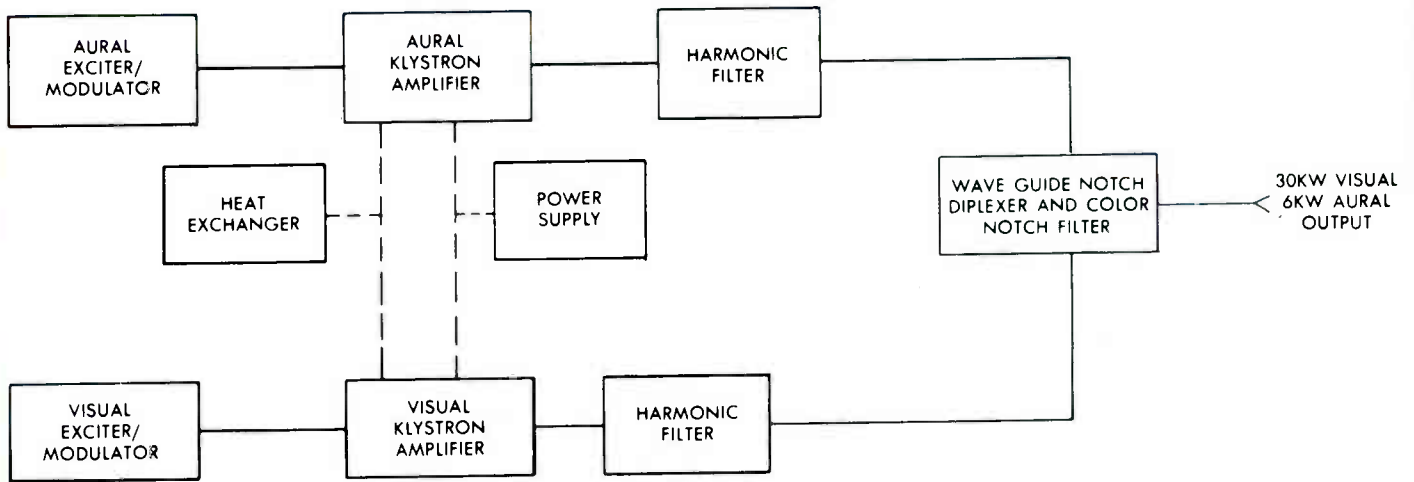 AURAL
EXCITER/
MODULATOR
AURAL
KLYSTRON
AMPLIFIER
HARMONIC
FILTER
HEAT
EXCHANGER
POWER
SUPPLY
WAVE GUIDE NOTCH
DIPLEXER AND COLOR
NOTCH FILTER
30KW VISUAL
6KW AURAL
OUTPUT
VISUAL
EXCITER/
MODULATOR
VISUAL
KLYSTRON
AMPLIFIER
HARMONIC
FILTER